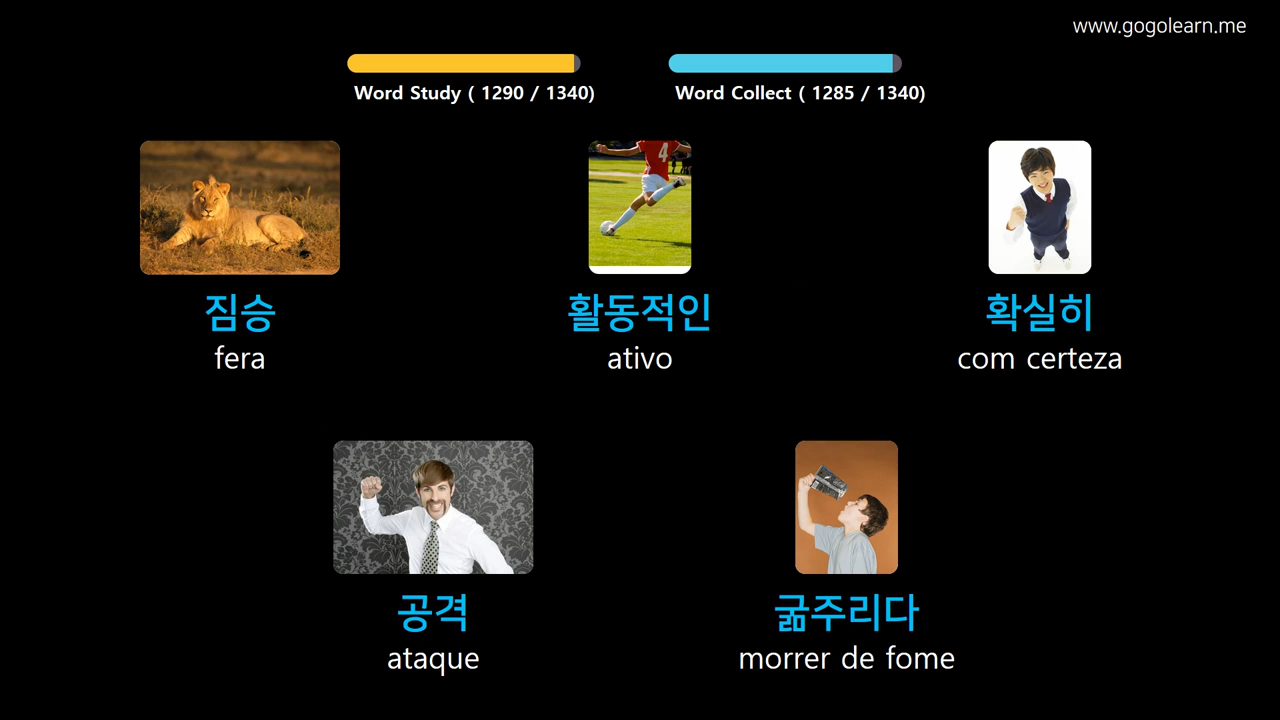 www.gogolearn.me
Word Study ( 1290 / 1340)
Word Collect ( 1285 / 1340)
4
짐승
fera
활동적인
ativo
확실히
com certeza
공격
ataque
굶주리다
morrer de fome